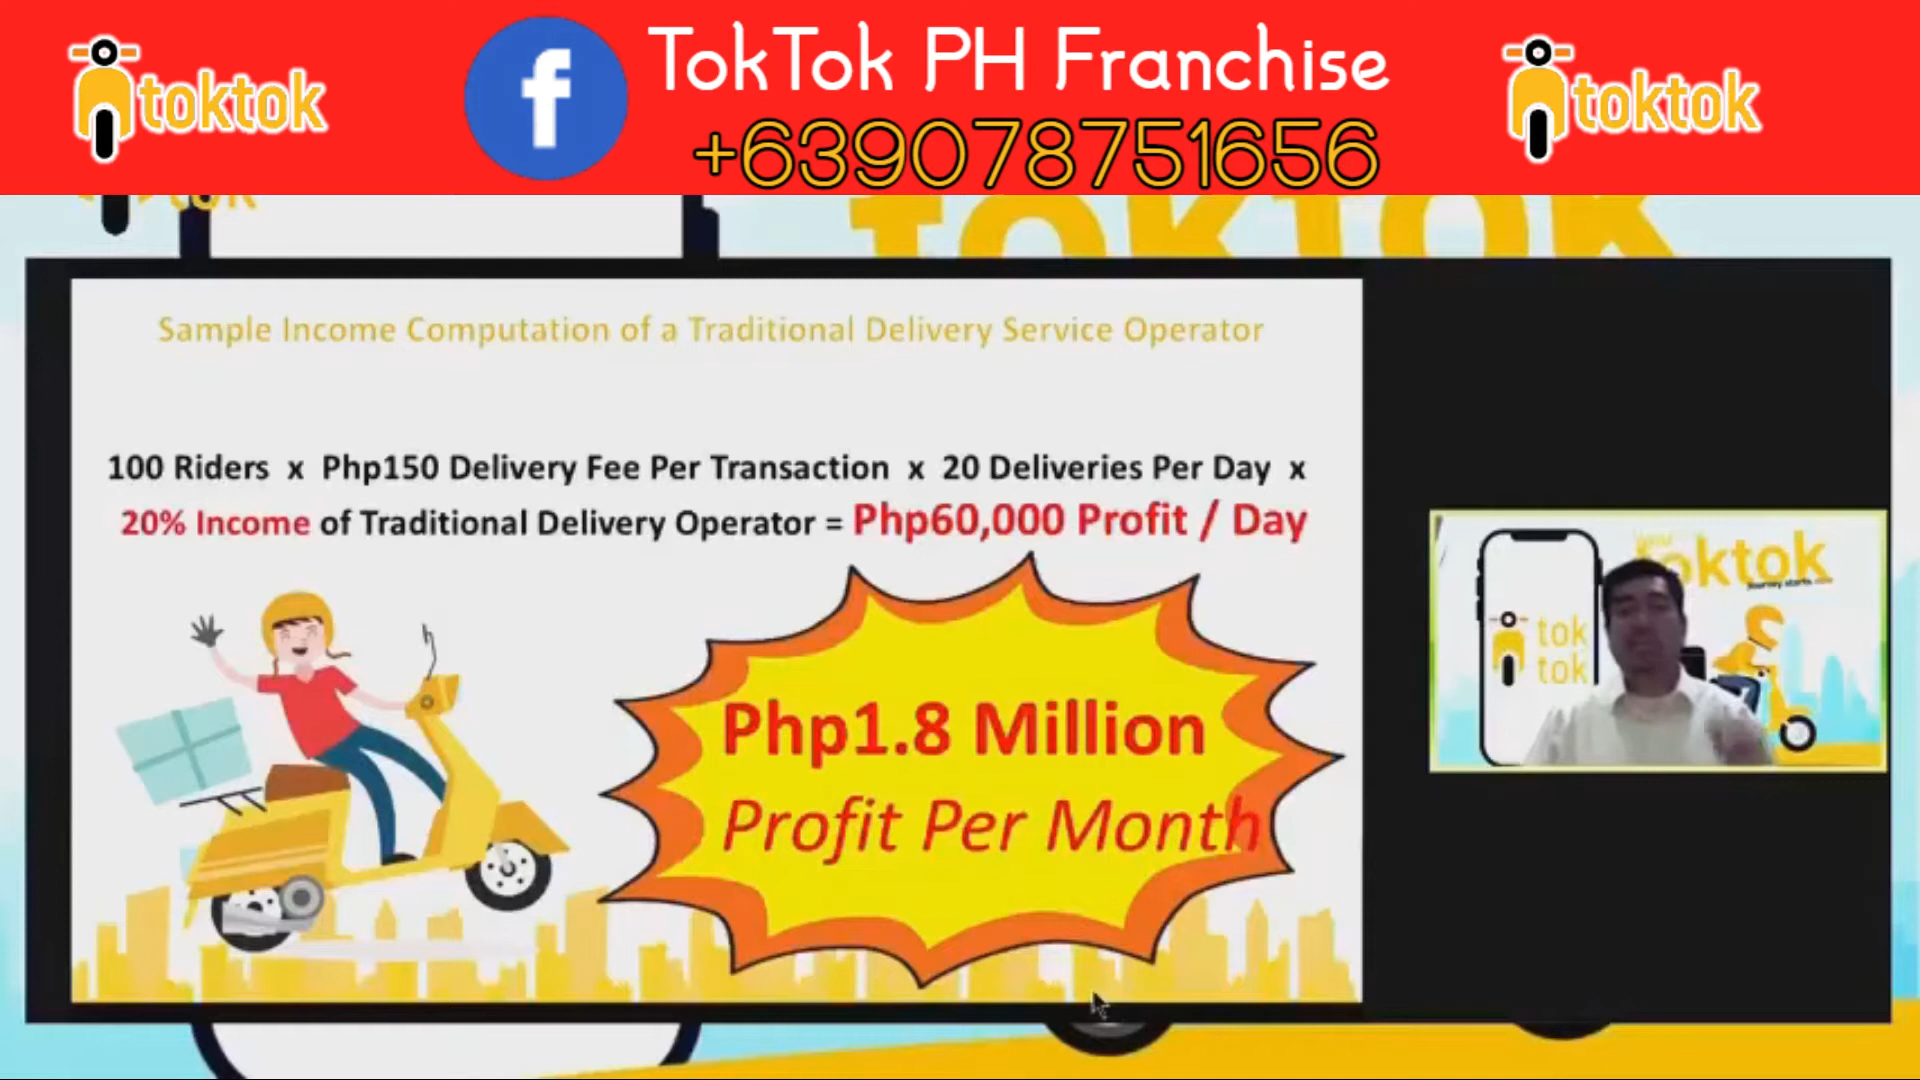 toktok
f
TokTok PH Franchise
+639078751656
toktok
tok
toktok
Sample Income Computation of a Traditional Delivery Service Operator
100 Riders x Php150 Delivery Fee Per Transaction x 20 Deliveries Per Day x
20% Income of Traditional Delivery Operator = Php60,000 Profit / Day
Php1.8 Million
Profit Per Month
toktok
tok
tok